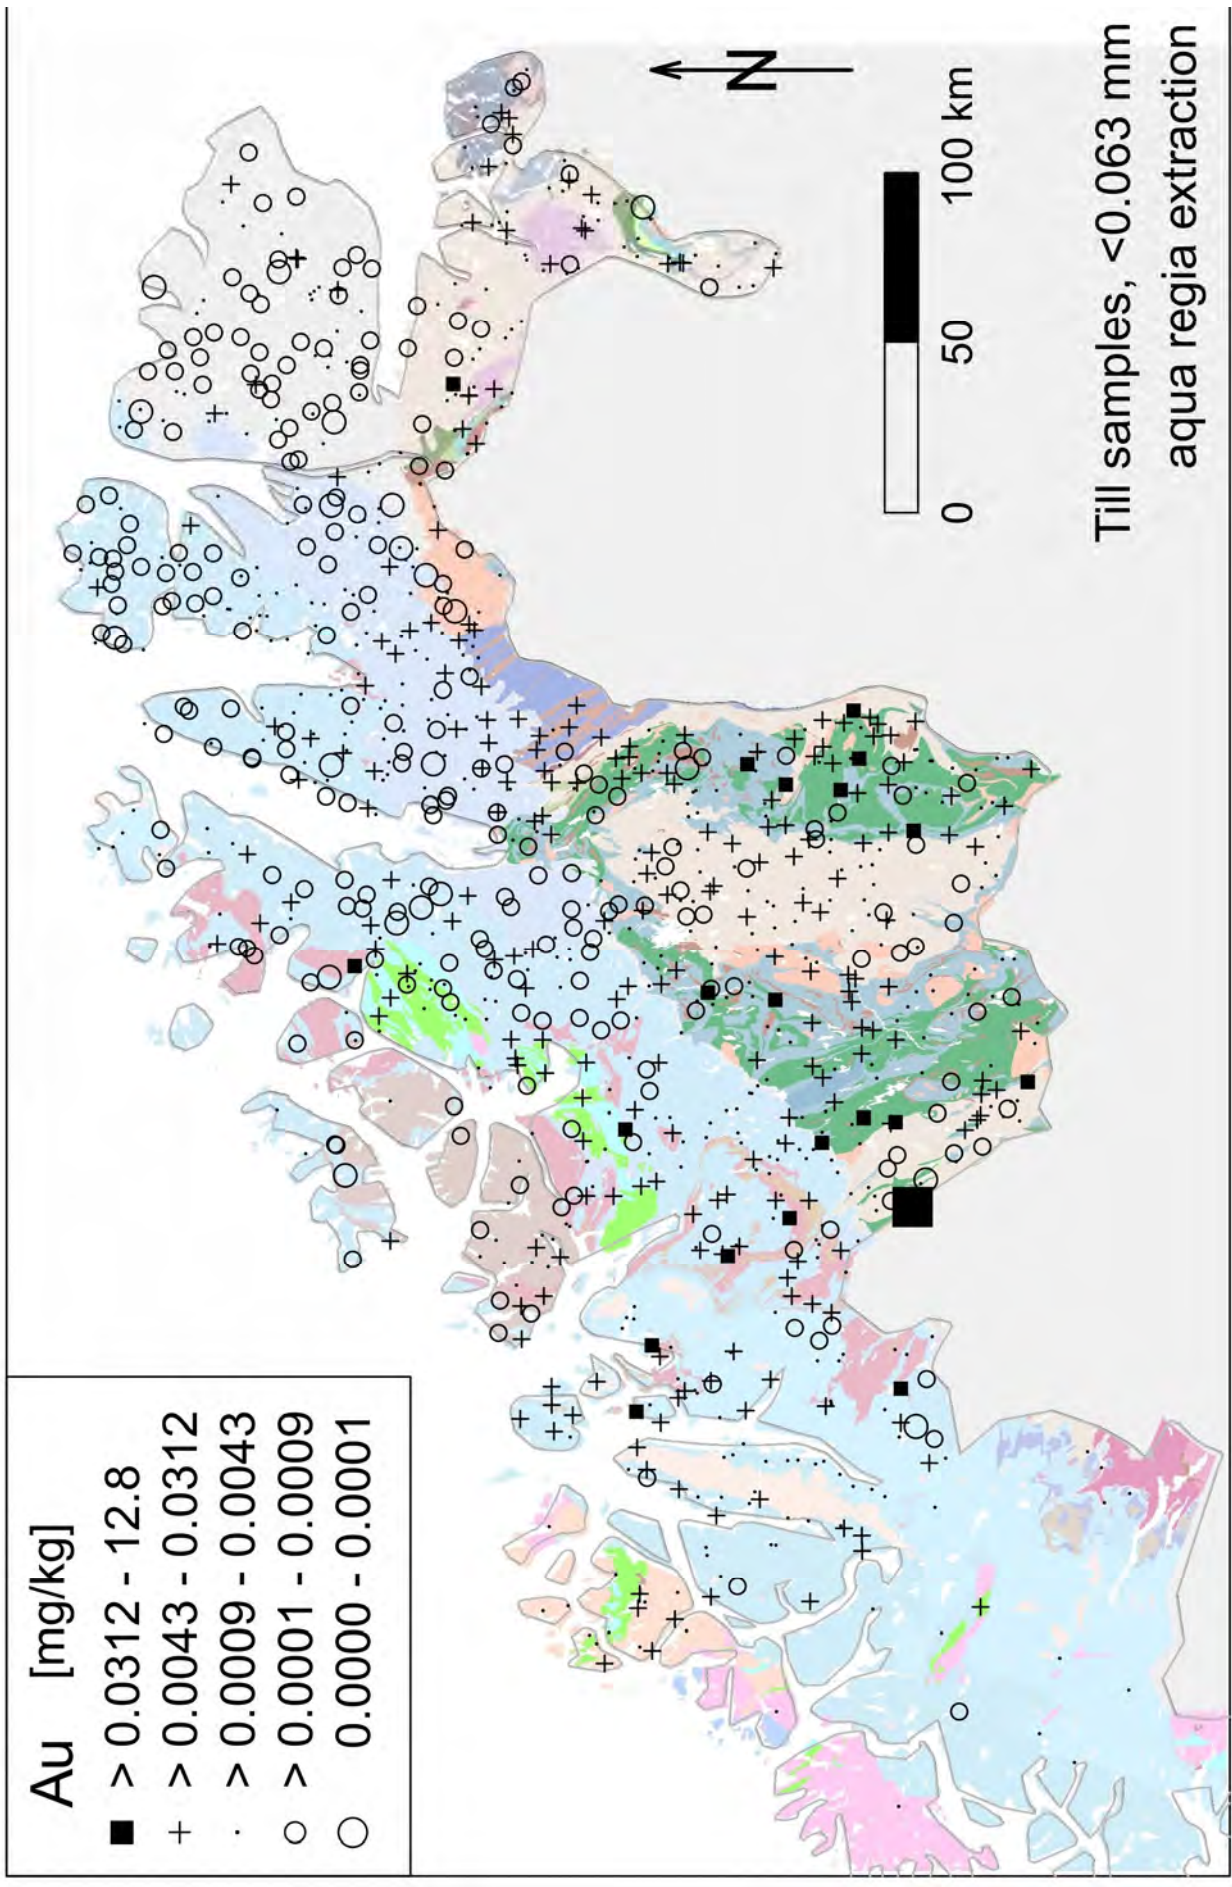 Au [mg/kg]
> 0.0312 - 12.8
> 0.0043 - 0.0312
> 0.0009 - 0.0043
> 0.0001 - 0.0009
0.0000 - 0.0001
N
0 50 100 km
Till samples, <0.063 mm
aqua regia extraction